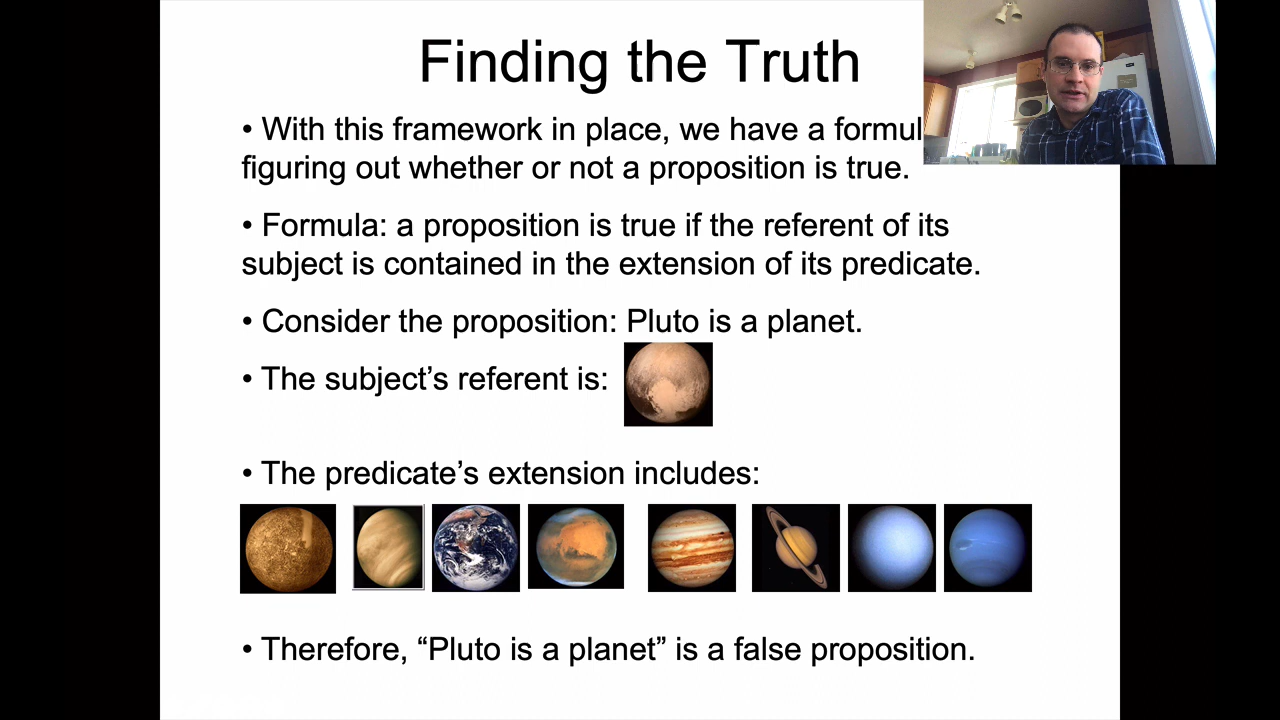 Finding the Truth
• With this framework in place, we have a
figuring out whether or not a proposition is true.
• Formula: a proposition is true if the referent of its
subject is contained in the extension of its predicate.
• Consider the proposition: Pluto is a planet.
• The subject’s referent is:
• The predicate’s extension includes:
• Therefore, “Pluto is a planet” is a false proposition.